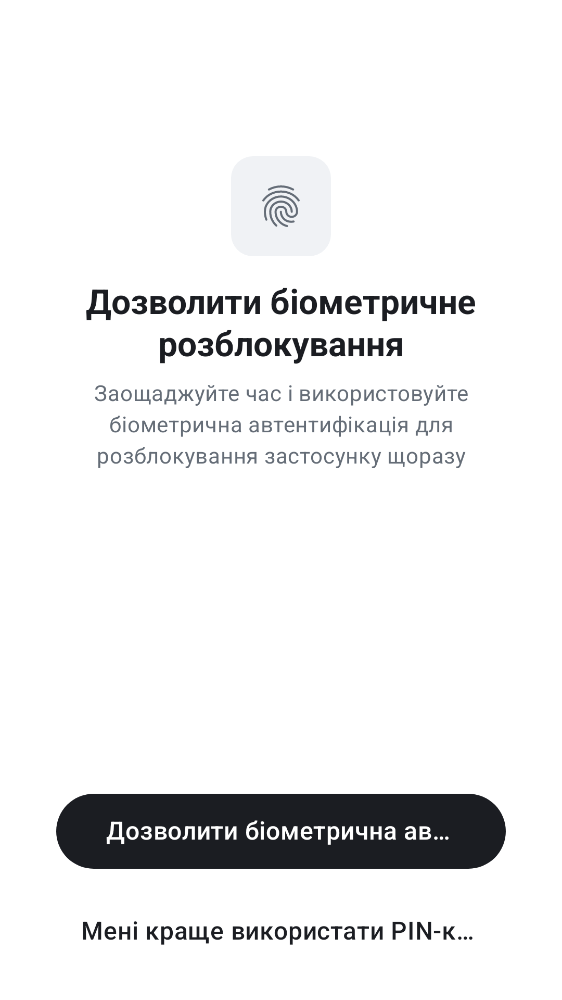 Дозволити біометричне
розблокування
Заощаджуйте час і використовуйте
біометрична автентифікація для
розблокування застосунку щоразу
Дозволити біометрична ав...
Мені краще використати PIN-к...